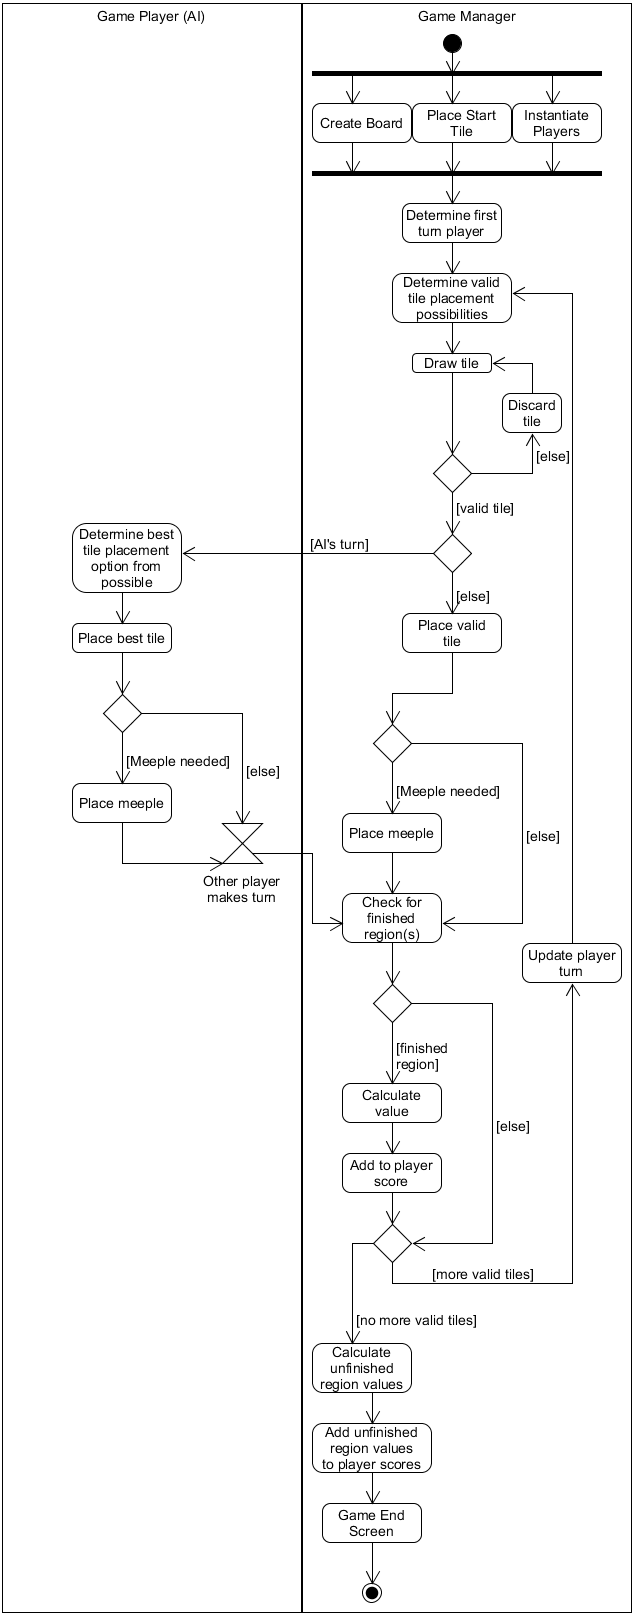 Game Player (AI)
Game Manager
Create Board
Place Start
Tile
Instantiate
Players
Determine first
turn player
Determine valid
tile placement
possibilities
Draw tile
Discard
tile
[else]
[valid tile]
[AI's turn]
Determine best
tile placement
option from
possible
[else]
Place valid
tile
Place best tile
[Meeple needed]
[else]
Place meeple
[Meeple needed]
Place meeple
[else]
Other player
makes turn
Check for
finished
region(s)
Update player
turn
[finished
region]
Calculate
value
[else]
Add to player
score
[more valid tiles]
[no more valid tiles]
Calculate
unfinished
region values
Add unfinished
region values
to player scores
Game End
Screen